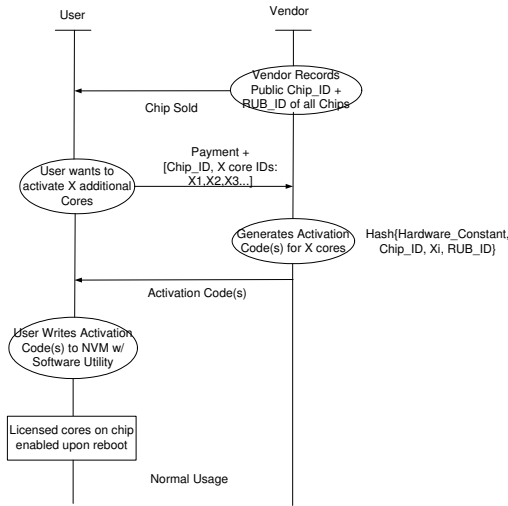 User
Vendor
Vendor Records
Public Chip_ID +
RUB_ID of all Chips
Chip Sold
Payment +
[Chip_ID, X core IDs:
X1,X2,X3...]
User wants to
activate X additional
Cores
Generates Activation
Code(s) for X cores
Hash{Hardware_Constant,
Chip_ID, Xi, RUB_ID}
Activation Code(s)
User Writes Activation
Code(s) to NVM w/
Software Utility
Licensed cores on chip
enabled upon reboot
Normal Usage